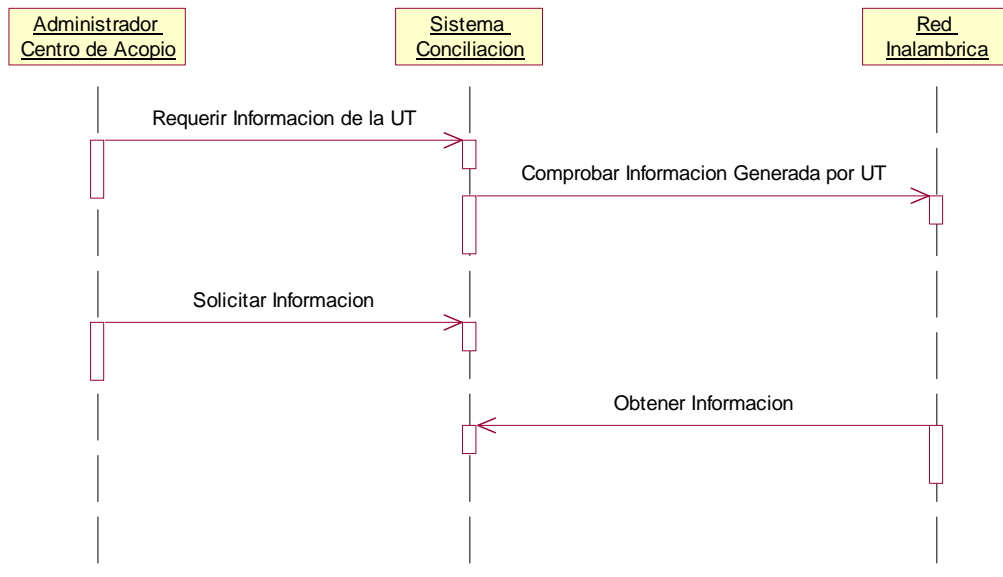 Administrador
Centro de Acopio
Sistema
Conciliacion
Red
Inalambrica
Requerir Informacion de la UT
Comprobar Informacion Generada por UT
Solicitar Informacion
Obtener Informacion